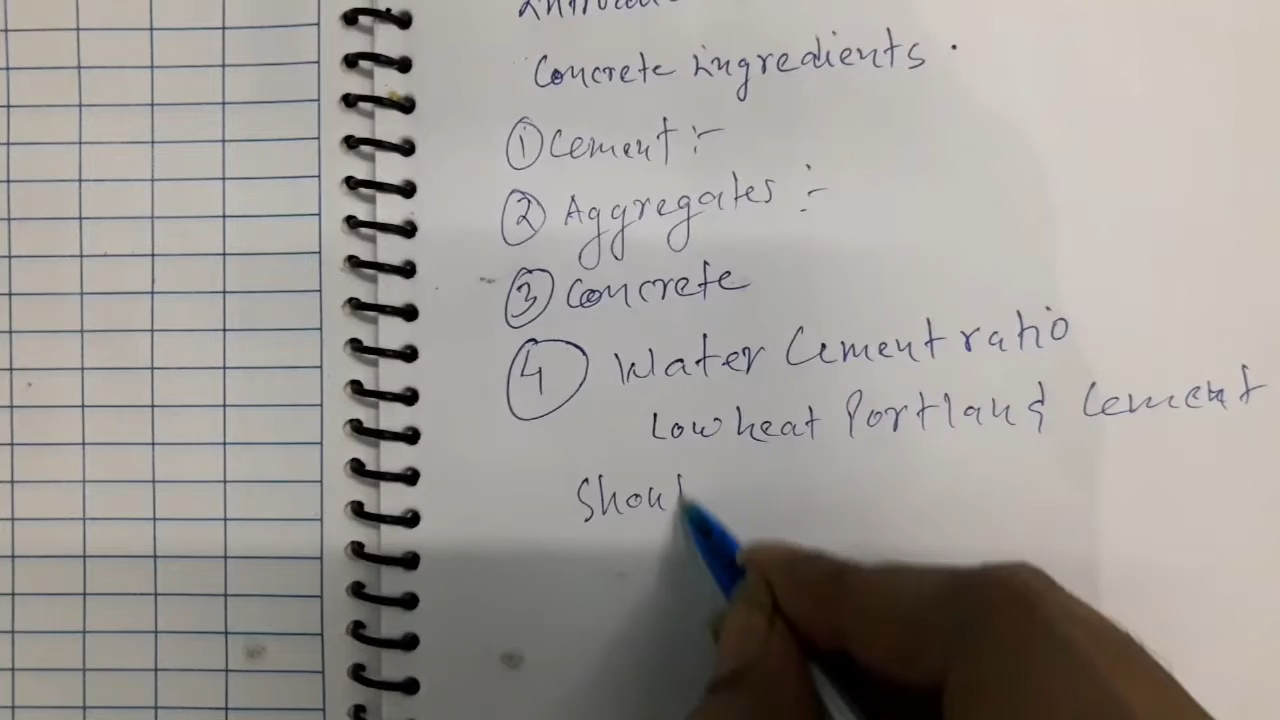 Concrete ingredients.
① Cement :-
② Aggregates :-
③ Concrete
④ Water Cement ratio
Low heat Portland Cement